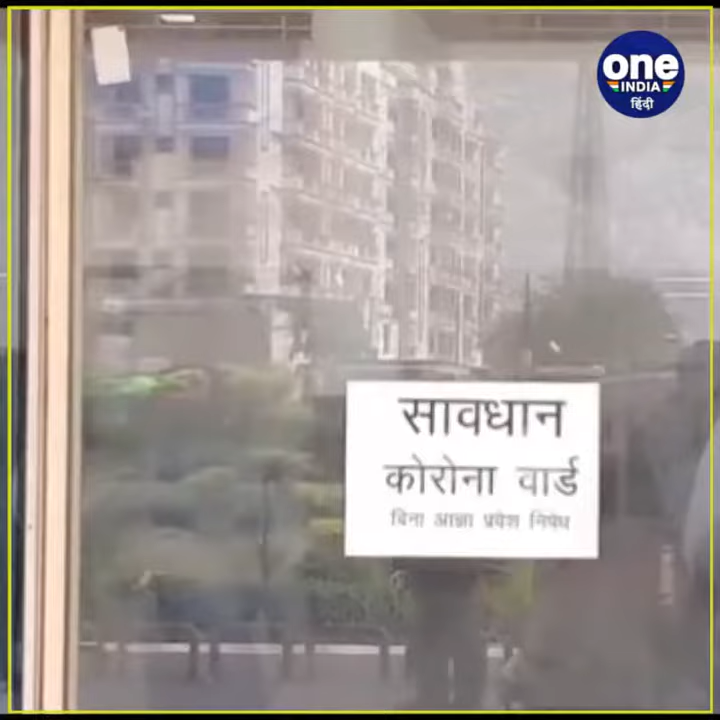 one
INDIA
हिंदी
सावधान
कोरोना वार्ड
बिना आज्ञा प्रवेश निषेध